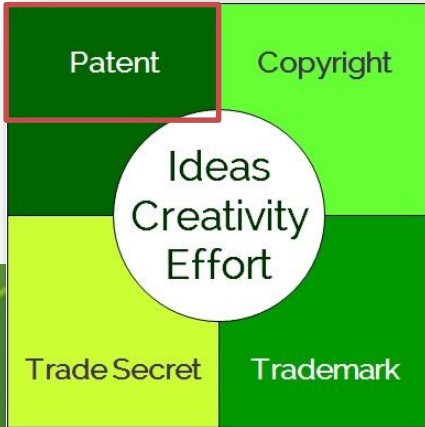 Patent
Copyright
Ideas
Creativity
Effort
Trade Secret
Trademark